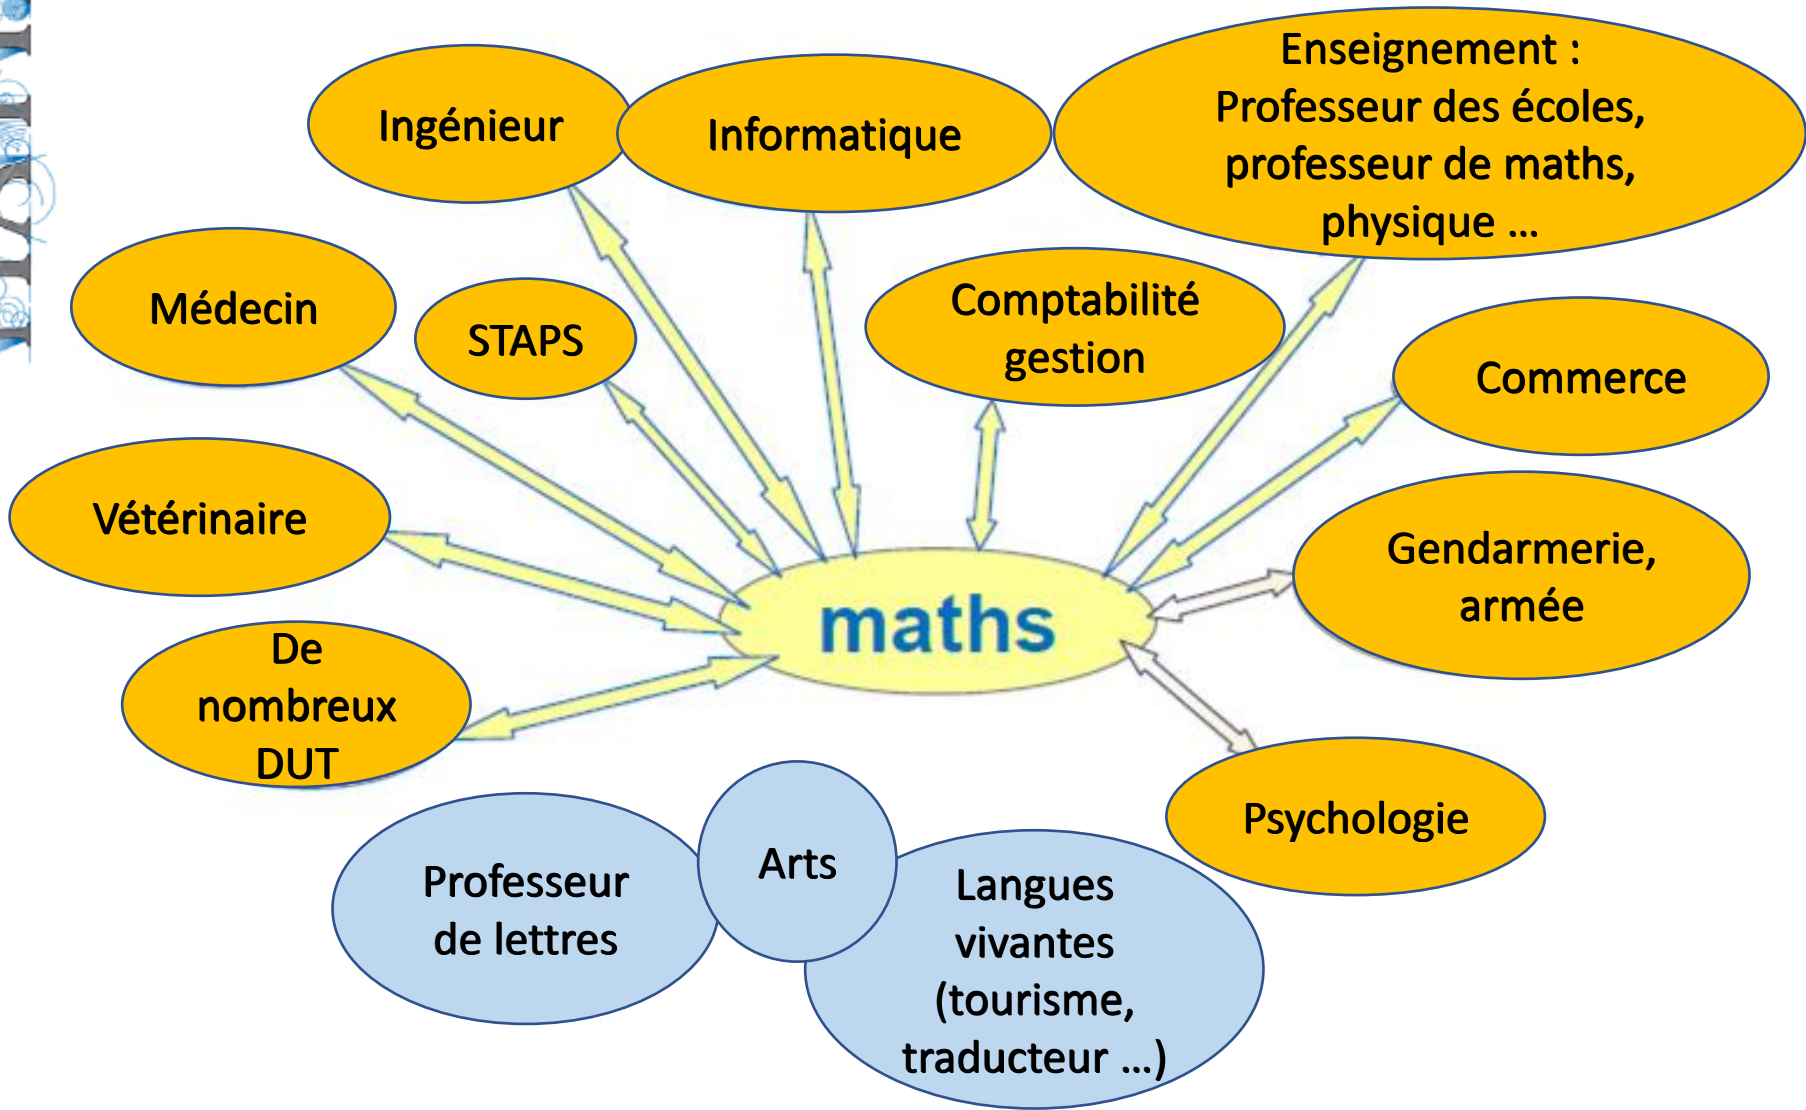 Enseignement :
Professeur des écoles,
professeur de maths,
physique ...
Ingénieur
Informatique
Médecin
STAPS
Comptabilité
gestion
Commerce
Vétérinaire
Gendarmerie,
armée
maths
De
nombreux
DUT
Psychologie
Professeur
de lettres
Arts
Langues
vivantes
(tourisme,
traducteur ...)